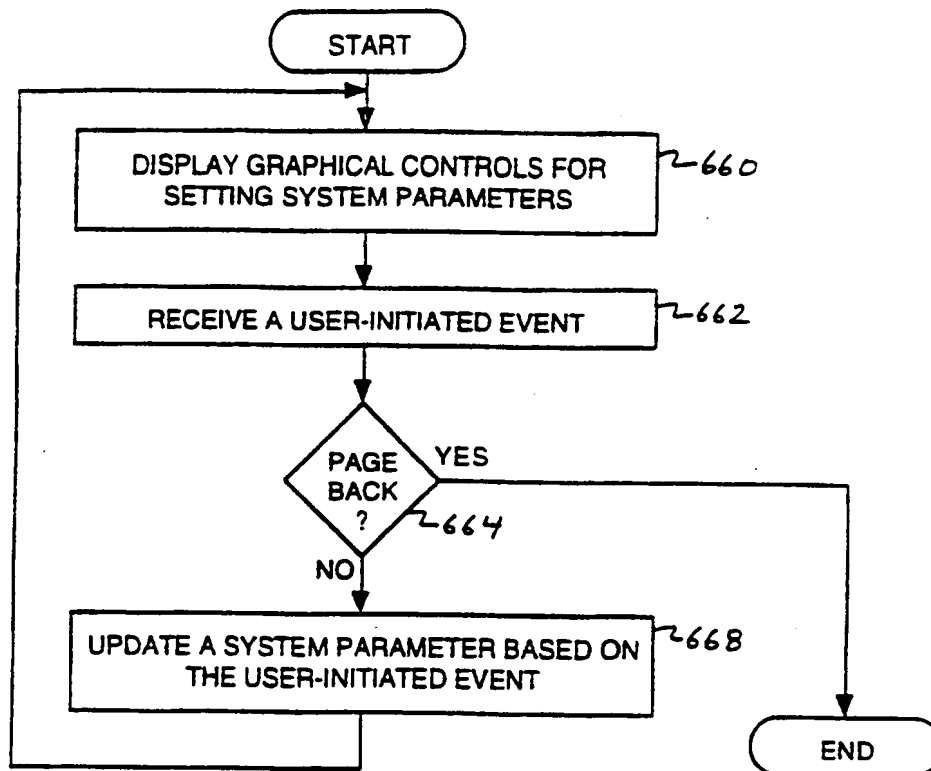 START
DISPLAY GRAPHICAL CONTROLS FOR
SETTING SYSTEM PARAMETERS
660
RECEIVE A USER-INITIATED EVENT
662
PAGE
BACK
?
YES
664
NO
UPDATE A SYSTEM PARAMETER BASED ON
THE USER-INITIATED EVENT
668
END